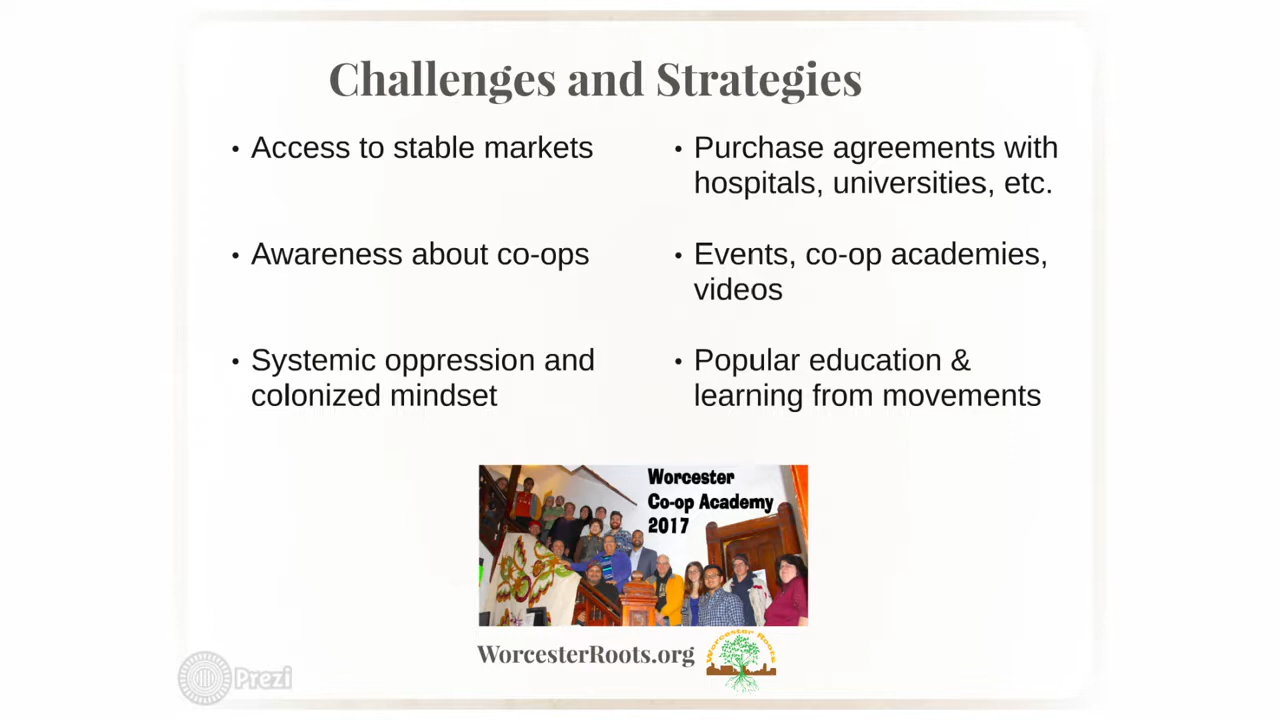 Challenges and Strategies
• Access to stable markets
• Purchase agreements with
hospitals, universities, etc.
• Awareness about co-ops
• Events, co-op academies,
videos
• Systemic oppression and
colonized mindset
• Popular education &
learning from movements
Worcester
Co-op Academy
2017
WorcesterRoots.org
Worcester Roots
Prezi